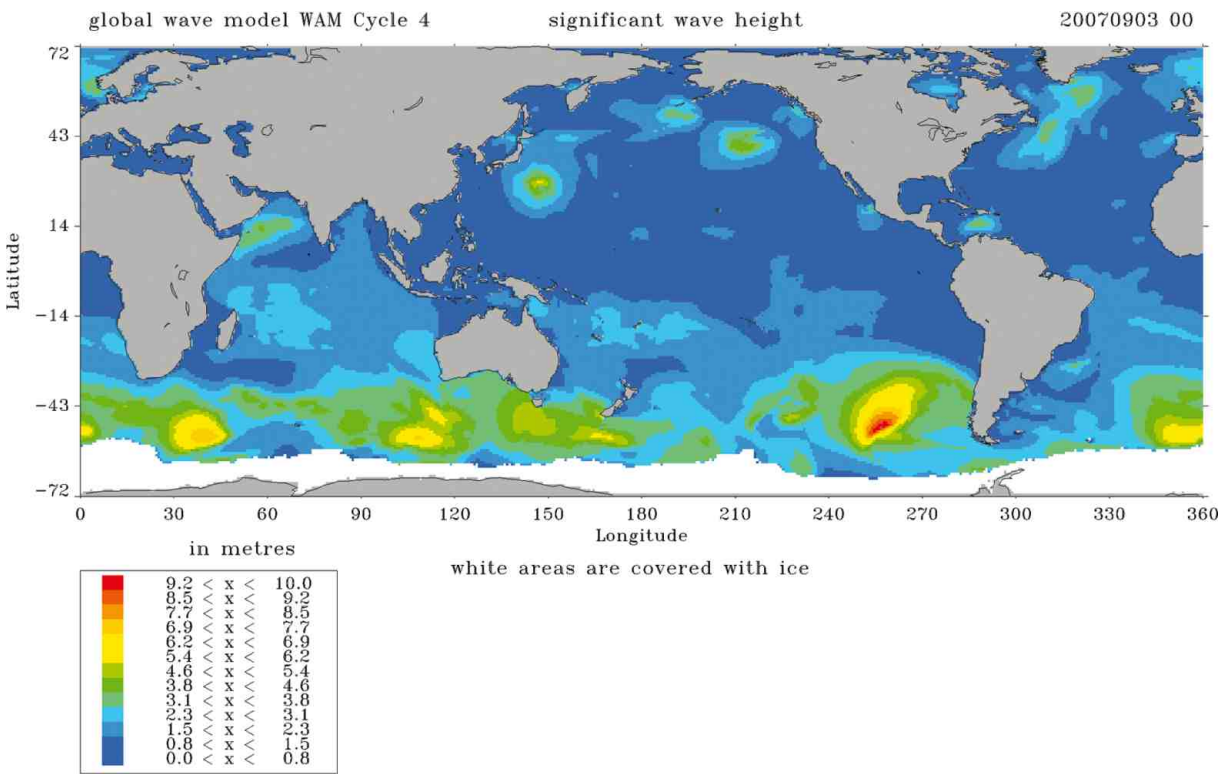 global wave model WAM Cycle 4 significant wave height 20070903 00
72
43
14
-14
-43
-72
Latitude
0 30 60 90 120 150 180 210 240 270 300 330 360
Longitude
in metres
white areas are covered with ice
9.2 < x < 10.0
8.5 < x < 9.2
7.7 < x < 8.5
6.9 < x < 7.7
6.2 < x < 6.9
5.4 < x < 6.2
4.6 < x < 5.4
3.8 < x < 4.6
3.1 < x < 3.8
2.3 < x < 3.1
1.5 < x < 2.3
0.8 < x < 1.5
0.0 < x < 0.8